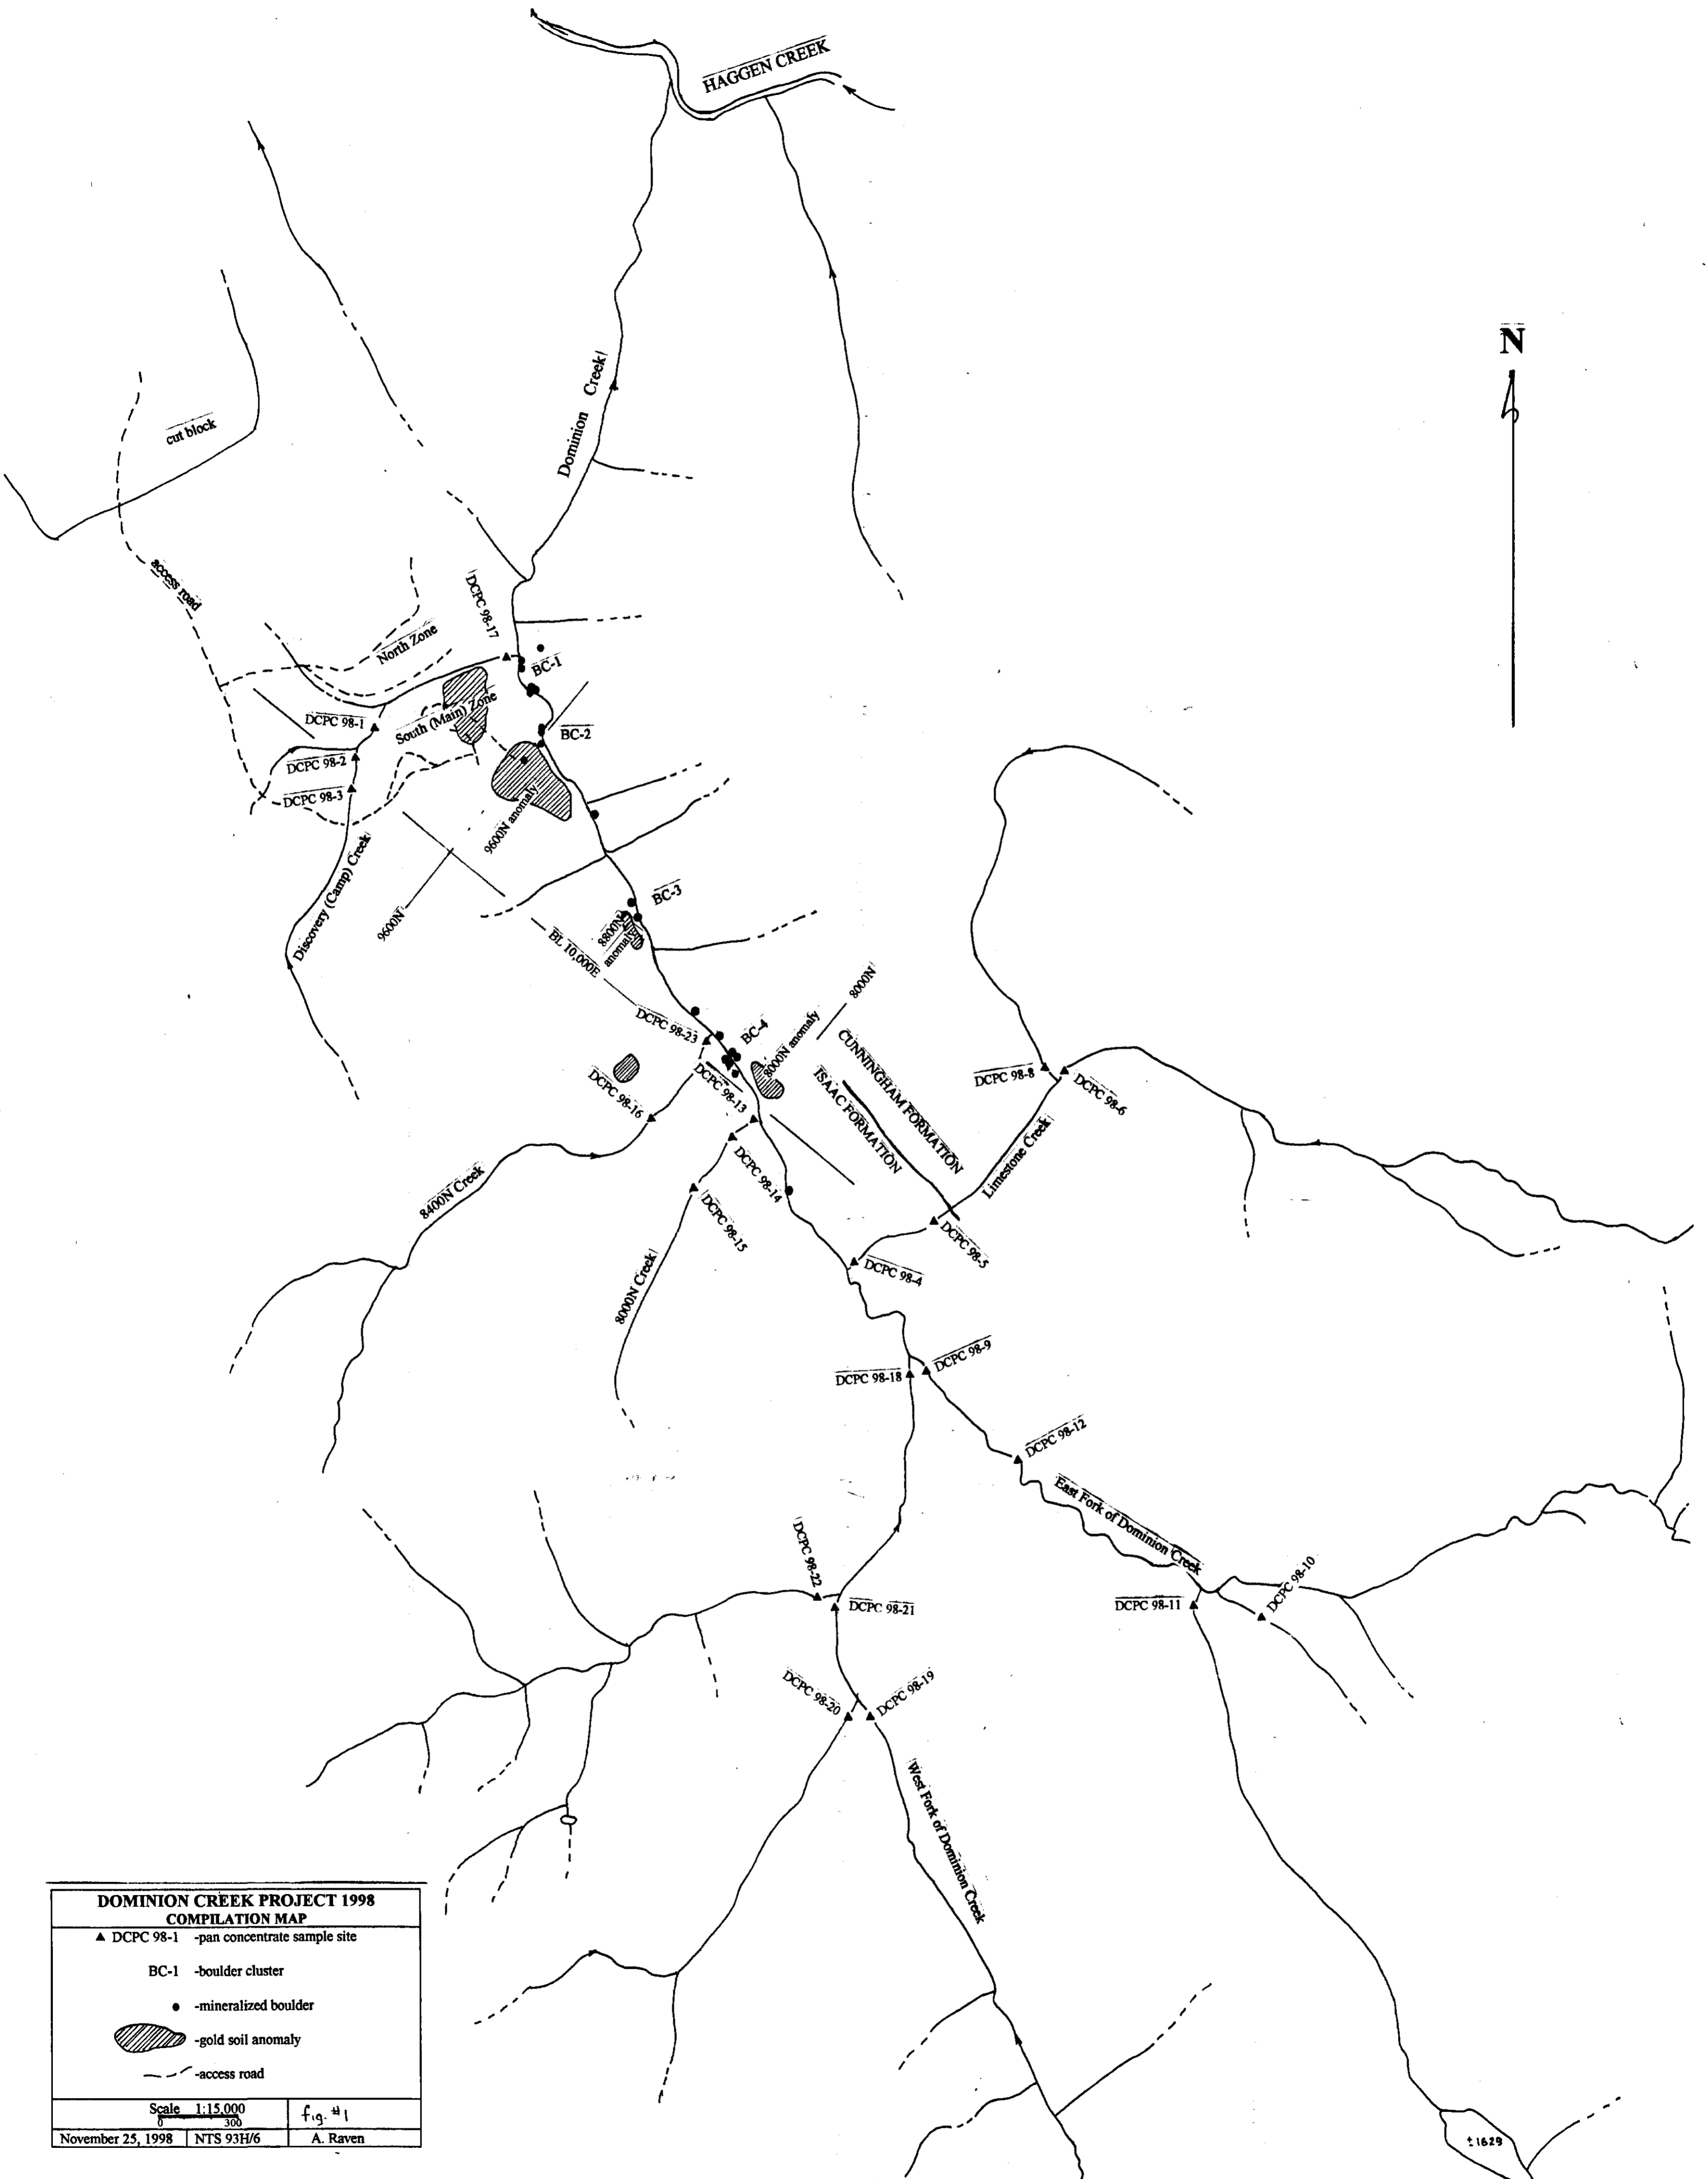 HAGGEN CREEK
N
Dominion Creek
cut block
access road
DCPC 98-17
North Zone
BC-1
South (Main) Zone
DCPC 98-1
BC-2
DCPC 98-2
DCPC 98-3
9600N anomaly
Discovery (Camp) Creek
9600N
BC-3
8800N
anomaly
BL 10,000E
8000N
DCPC 98-23
BC-4
8000N anomaly
CUNNINGHAM FORMATION
ISAAC FORMATION
DCPC 98-8
DCPC 98-6
DCPC 98-13
DCPC 98-16
Limestone Creek
DCPC 98-14
8400N Creek
DCPC 98-15
DCPC 98-5
DCPC 98-4
8000N Creek
DCPC 98-9
DCPC 98-18
DCPC 98-12
East Fork of Dominion Creek
DCPC 98-22
DCPC 98-10
DCPC 98-21
DCPC 98-11
DCPC 98-20
DCPC 98-19
West Fork of Dominion Creek
DOMINION CREEK PROJECT 1998
COMPILATION MAP
DCPC 98-1 -pan concentrate sample site
BC-1 -boulder cluster
-mineralized boulder
-gold soil anomaly
-access road
Scale 1:15,000
0 300
fig. #1
November 25, 1998 NTS 93H/6 A. Raven
±1629